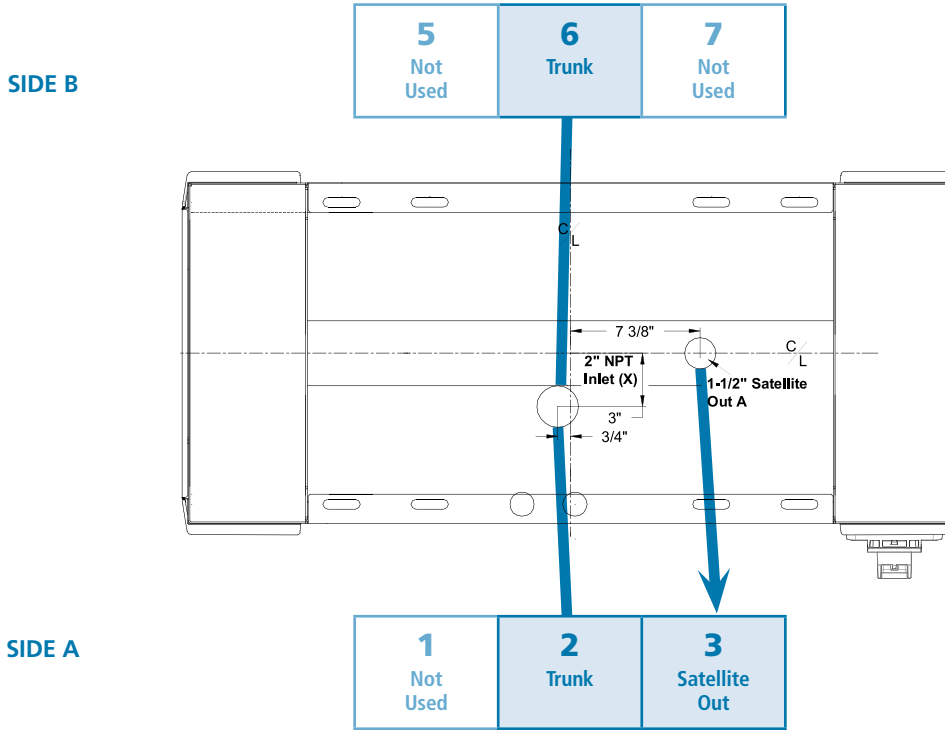 SIDE B
5
Not
Used
6
Trunk
7
Not
Used
C
L
7 3/8"
2" NPT
Inlet (X)
C
L
1-1/2" Satellite
Out A
3"
3/4"
SIDE A
1
Not
Used
2
Trunk
3
Satellite
Out